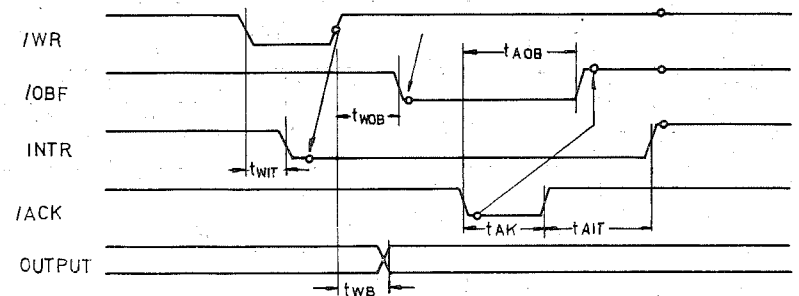 /WR
tAOB
/OBF
tWOB
INTR
tWIT
/ACK
tAK
tAIT
OUTPUT
tWB